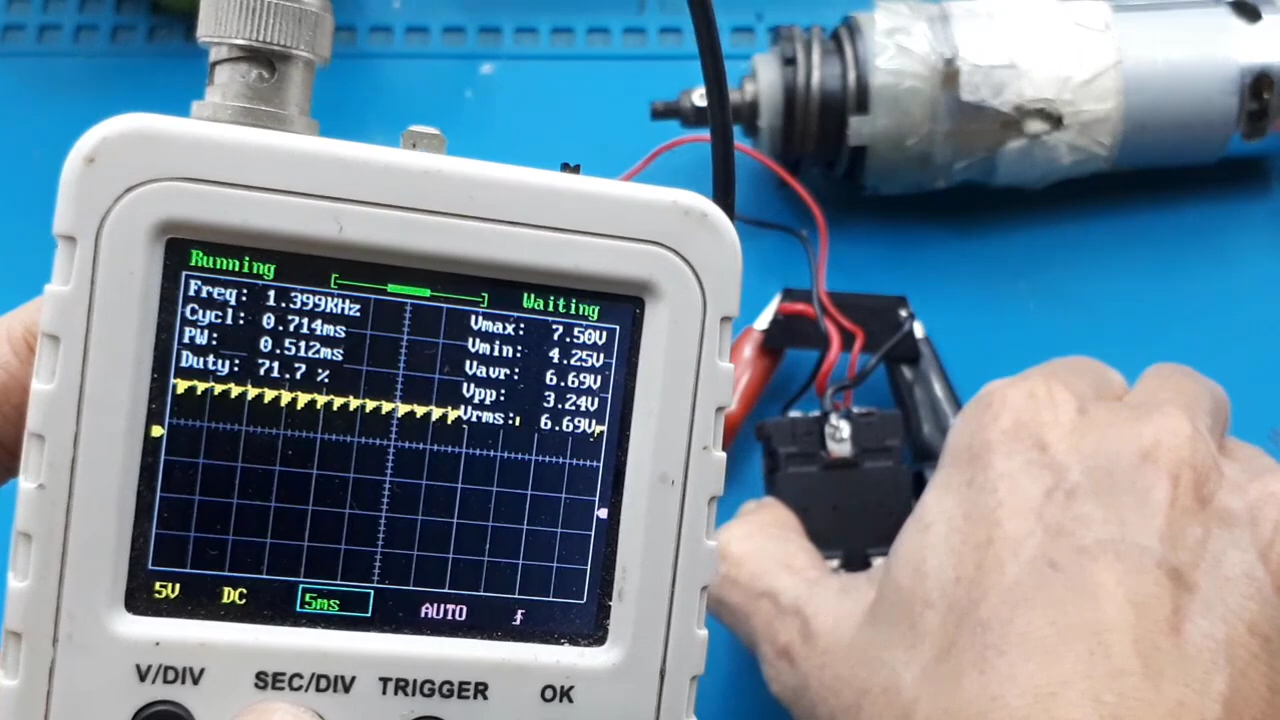 Running
Waiting
Freq: 1.399KHz
Cycl: 0.714ms
PW: 0.512ms
Duty: 71.7 %
Vmax: 7.50V
Vmin: 4.25V
Vavr: 6.69V
Vpp: 3.24V
Vrms: 6.69V
5V DC 5ms AUTO
V/DIV SEC/DIV TRIGGER OK